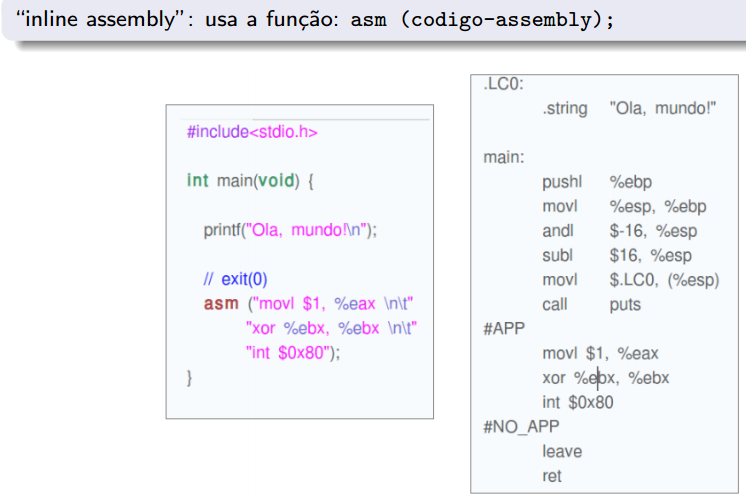 “inline assembly”: usa a função: asm (codigo-assembly);
#include<stdio.h>
int main(void) {
printf("Ola, mundo!\n");
// exit(0)
asm ("movl $1, %eax \n\t"
"xor %ebx, %ebx \n\t"
"int $0x80");
}
.LC0:
.string "Ola, mundo!"
main:
pushl %ebp
movl %esp, %ebp
andl $-16, %esp
subl $16, %esp
movl $.LC0, (%esp)
call puts
#APP
movl $1, %eax
xor %ebx, %ebx
int $0x80
#NO_APP
leave
ret